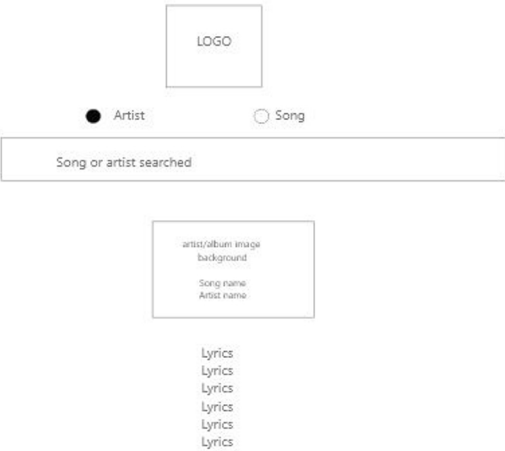 LOGO
Artist
Song
Song or artist searched
artist/album image
background
Song name
Artist name
Lyrics
Lyrics
Lyrics
Lyrics
Lyrics
Lyrics